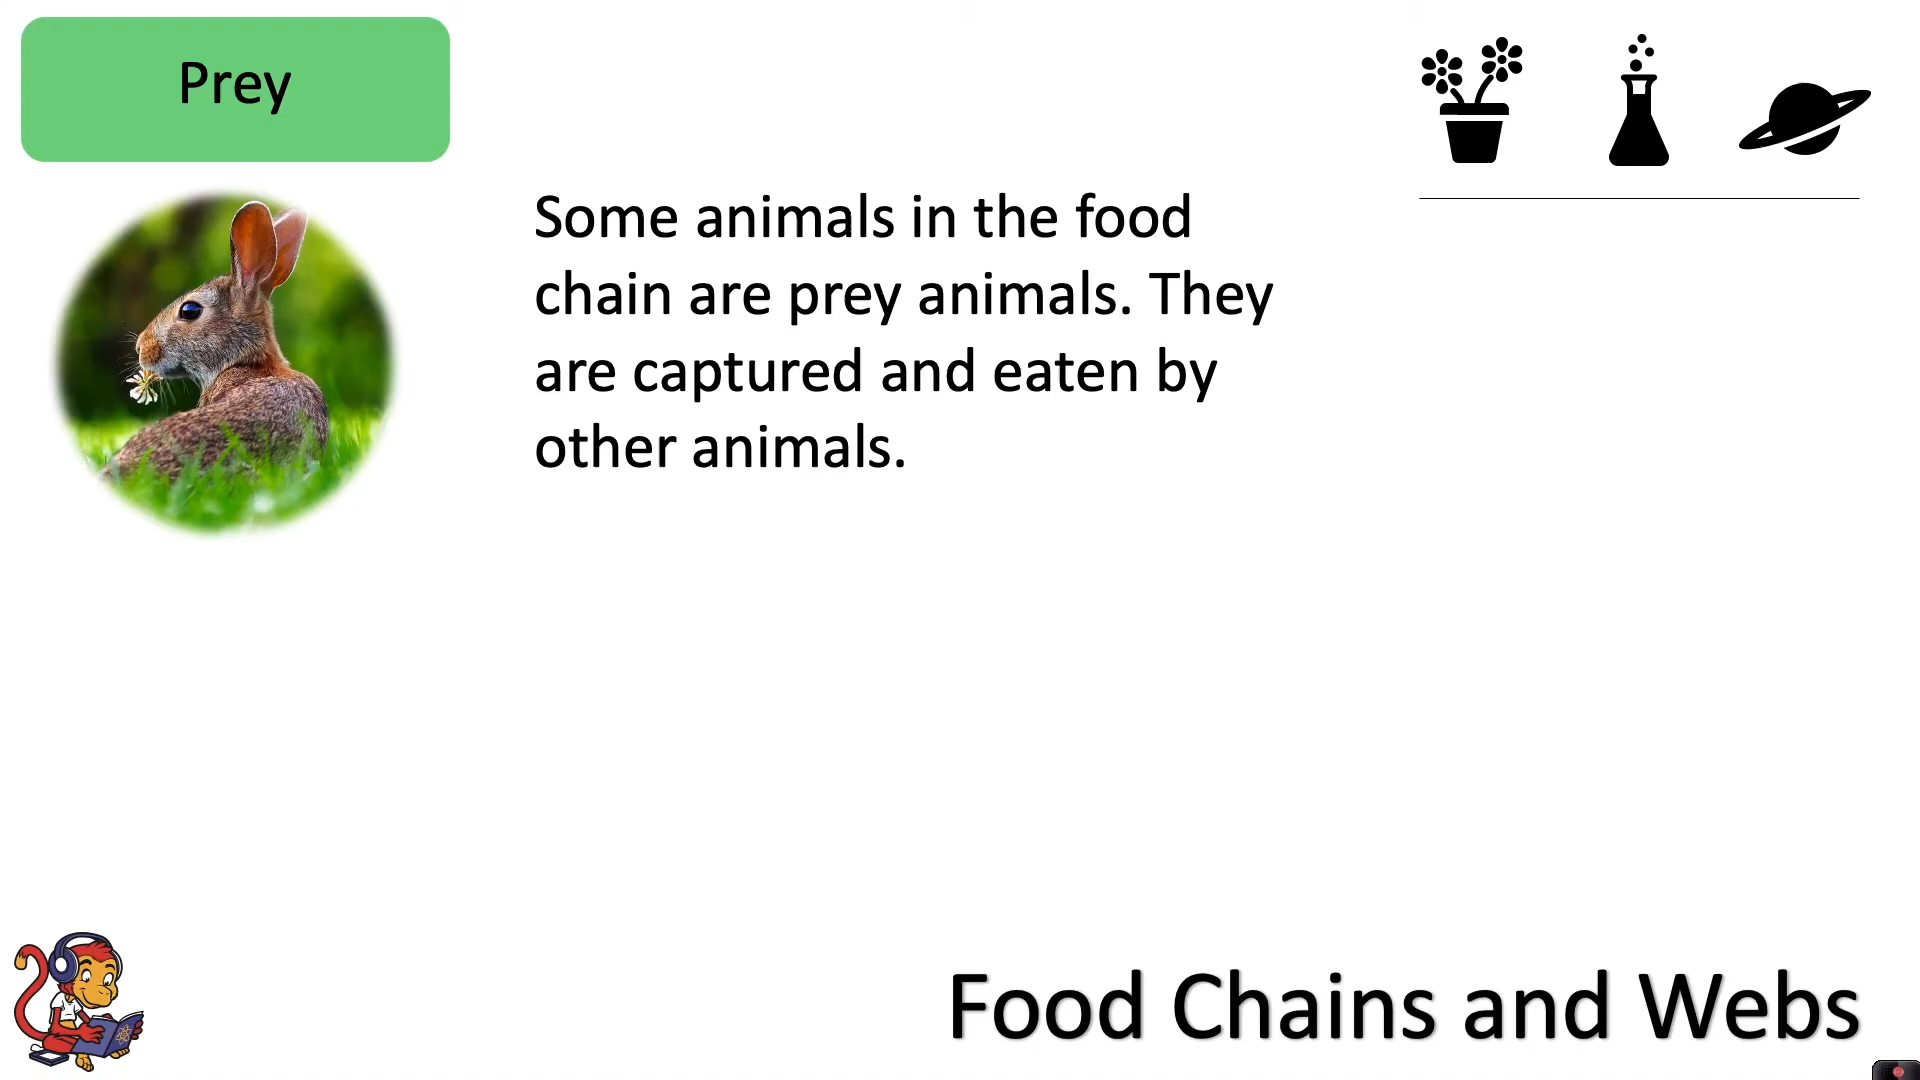 Prey
Some animals in the food
chain are prey animals. They
are captured and eaten by
other animals.
Food Chains and Webs